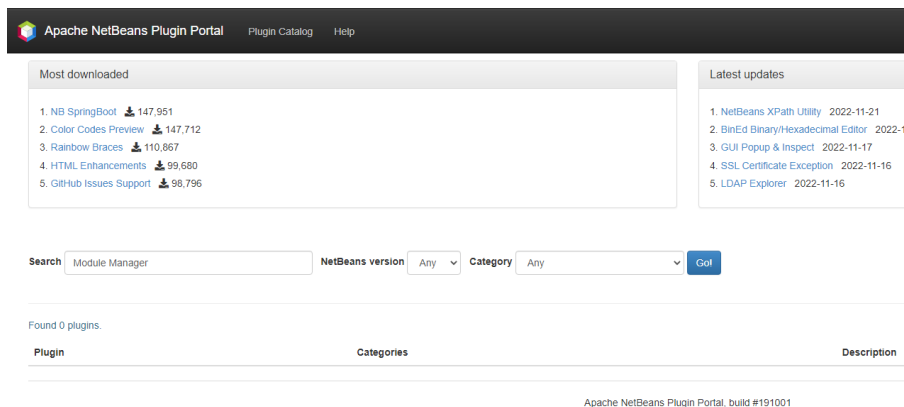 Apache NetBeans Plugin Portal Plugin Catalog Help
Most downloaded
1. NB SpringBoot 147,951
2. Color Codes Preview 147,712
3. Rainbow Braces 110,867
4. HTML Enhancements 99,680
5. GitHub Issues Support 98,796
Latest updates
1. NetBeans XPath Utility 2022-11-21
2. BinEd Binary/Hexadecimal Editor 2022-1
3. GUI Popup & Inspect 2022-11-17
4. SSL Certificate Exception 2022-11-16
5. LDAP Explorer 2022-11-16
Search Module Manager NetBeans version Any Category Any Go!
Found 0 plugins.
Plugin Categories Description
Apache NetBeans Plugin Portal, build #191001